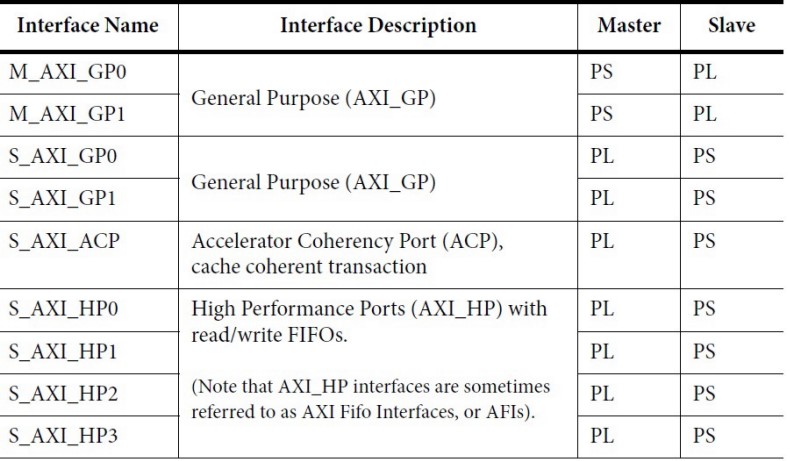 Interface Name Interface Description Master Slave
M_AXI_GP0 General Purpose (AXI_GP) PS PL
M_AXI_GP1 PS PL
S_AXI_GP0 General Purpose (AXI_GP) PL PS
S_AXI_GP1 PL PS
S_AXI_ACP Accelerator Coherency Port (ACP), PL PS
cache coherent transaction
S_AXI_HP0 High Performance Ports (AXI_HP) with PL PS
read/write FIFOs.
S_AXI_HP1 PL PS
S_AXI_HP2 (Note that AXI_HP interfaces are sometimes PL PS
referred to as AXI Fifo Interfaces, or AFIs).
S_AXI_HP3 PL PS